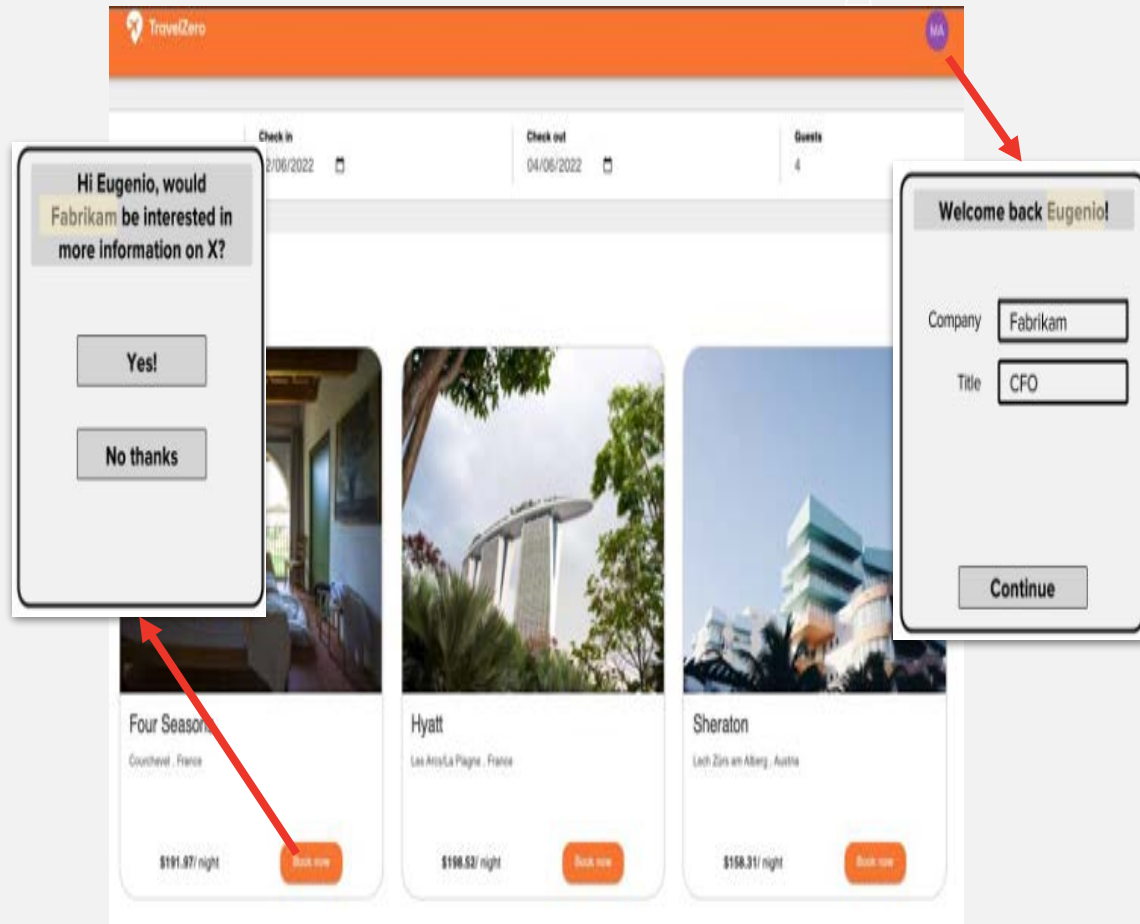 TravelZero
MA
Check in
2/06/2022
Check out
04/06/2022
Guests
4
Hi Eugenio, would
Fabrikam be interested in
more information on X?
Yes!
No thanks
Welcome back Eugenio!
Company
Fabrikam
Title
CFO
Continue
Four Seasons
Courchevel , France
$191.97/ night
Book now
Hyatt
Les Arcs/La Plagne , France
$198.52/ night
Book now
Sheraton
Lech Zürs am Alberg , Austria
$158.31/ night
Book now